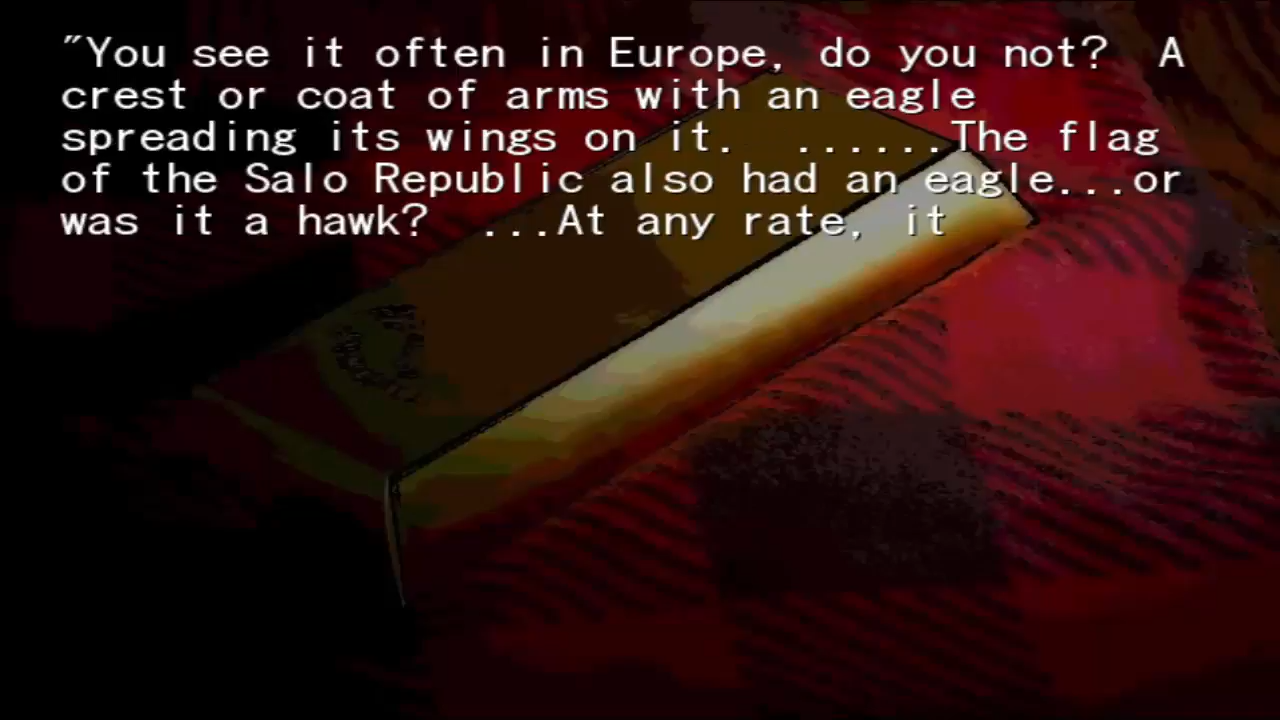 "You see it often in Europe, do you not?  A
crest or coat of arms with an eagle
spreading its wings on it.  ......The flag
of the Salo Republic also had an eagle...or
was it a hawk?  ...At any rate, it